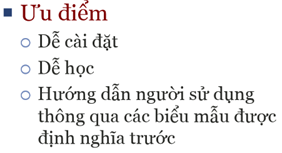 Ưu điểm
Dễ cài đặt
Dễ học
Hướng dẫn người sử dụng
thông qua các biểu mẫu được
định nghĩa trước